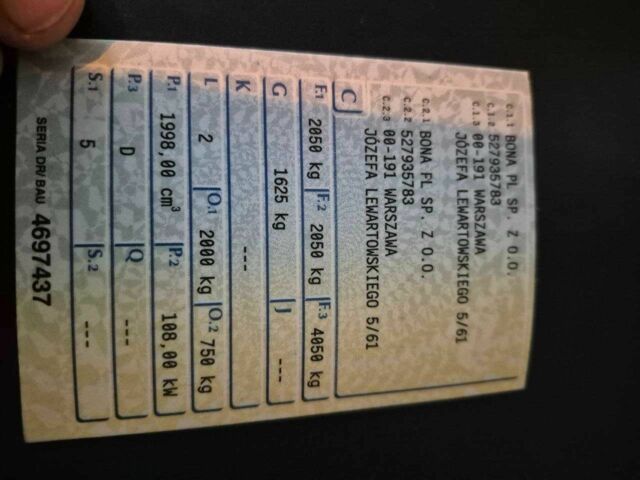 C.1.1 BONA PL SP. Z O.O.
C.1.2 527935783
C.1.3 00-191 WARSZAWA
JÓZEFA LEWARTOWSKIEGO 5/61
C.2.1 BONA PL SP. Z O.O.
C.2.2 527935783
C.2.3 00-191 WARSZAWA
JÓZEFA LEWARTOWSKIEGO 5/61
C
F.1 2050 kg F.2 2050 kg F.3 4050 kg
G 1625 kg J ---
K ---
L 2 O.1 2000 kg O.2 750 kg
P.1 1998,00 cm³ P.2 108,00 kW
P.3 D Q ---
S.1 5 S.2 ---
SERIA DR/BAU 4697437